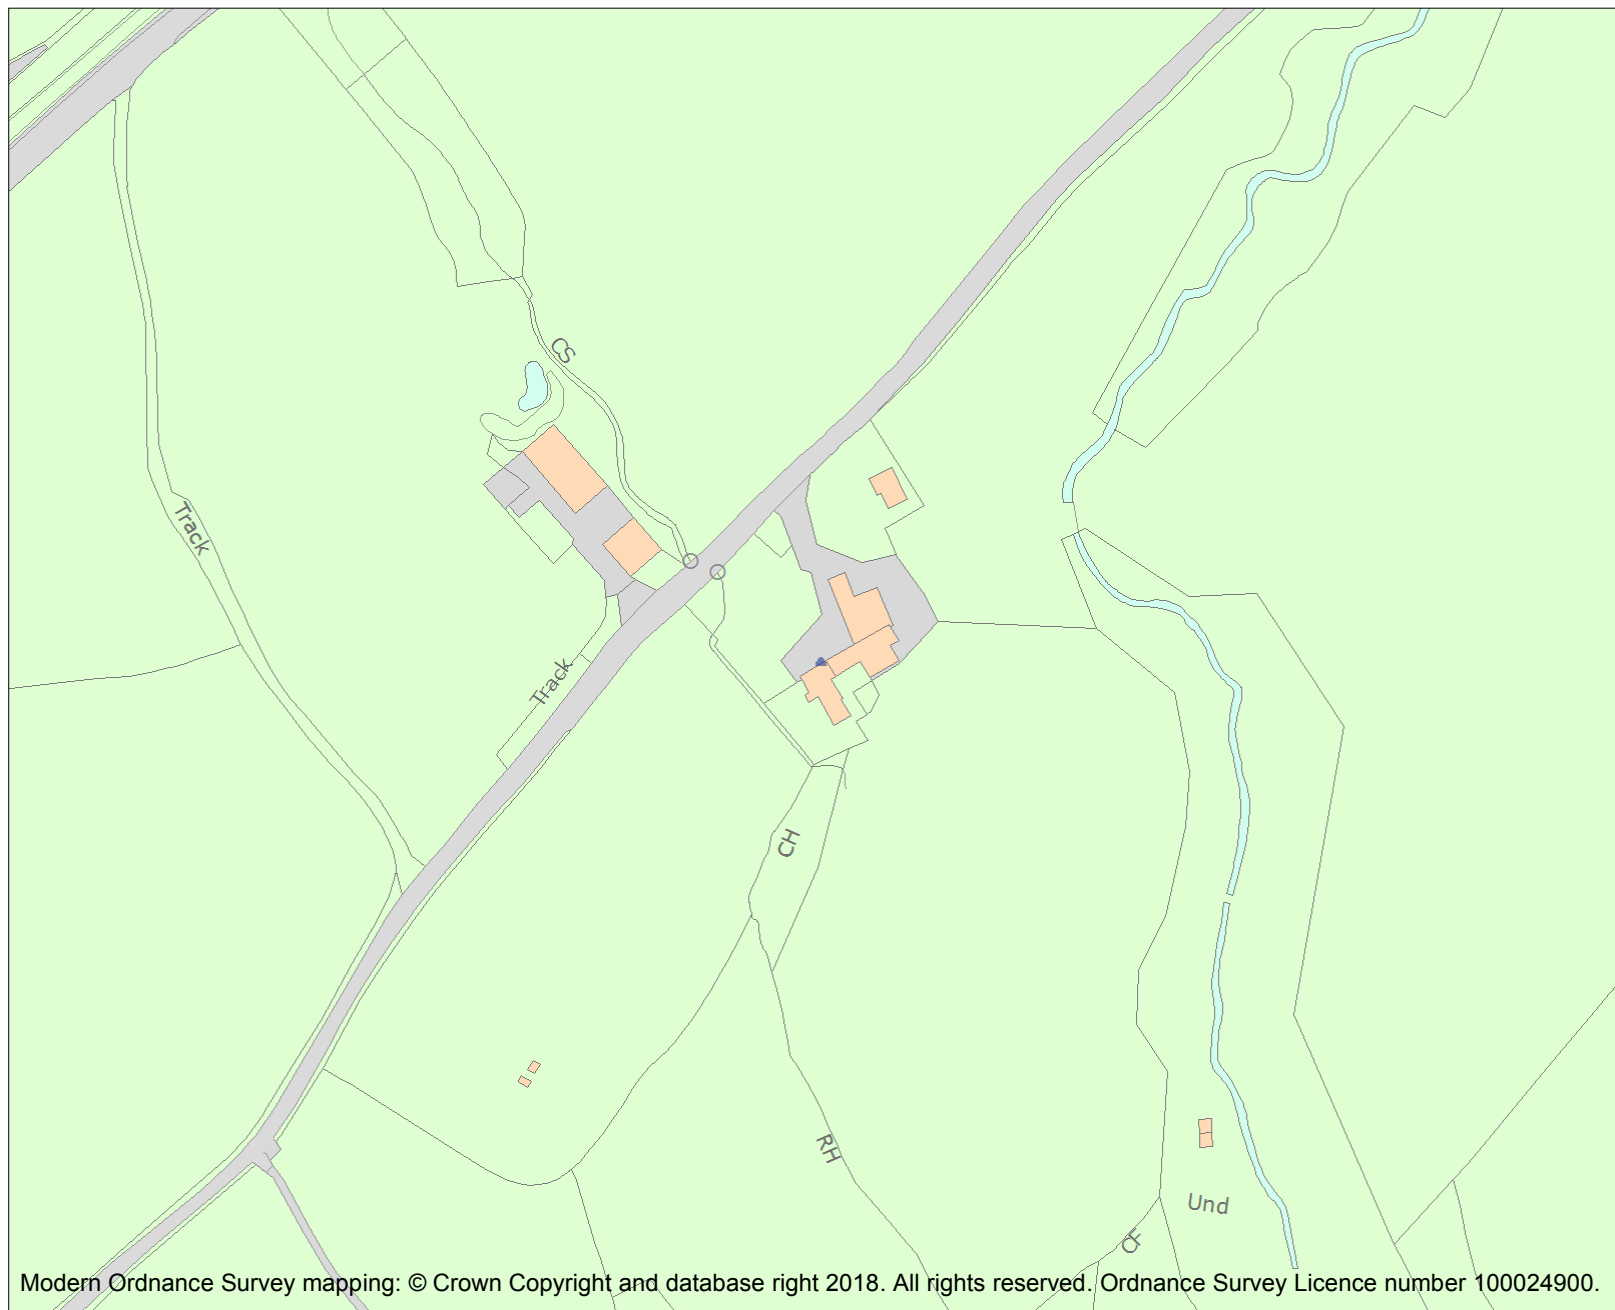 CS
Track
Track
CH
RH
Und
CF
Modern Ordnance Survey mapping: © Crown Copyright and database right 2018. All rights reserved. Ordnance Survey Licence number 100024900.